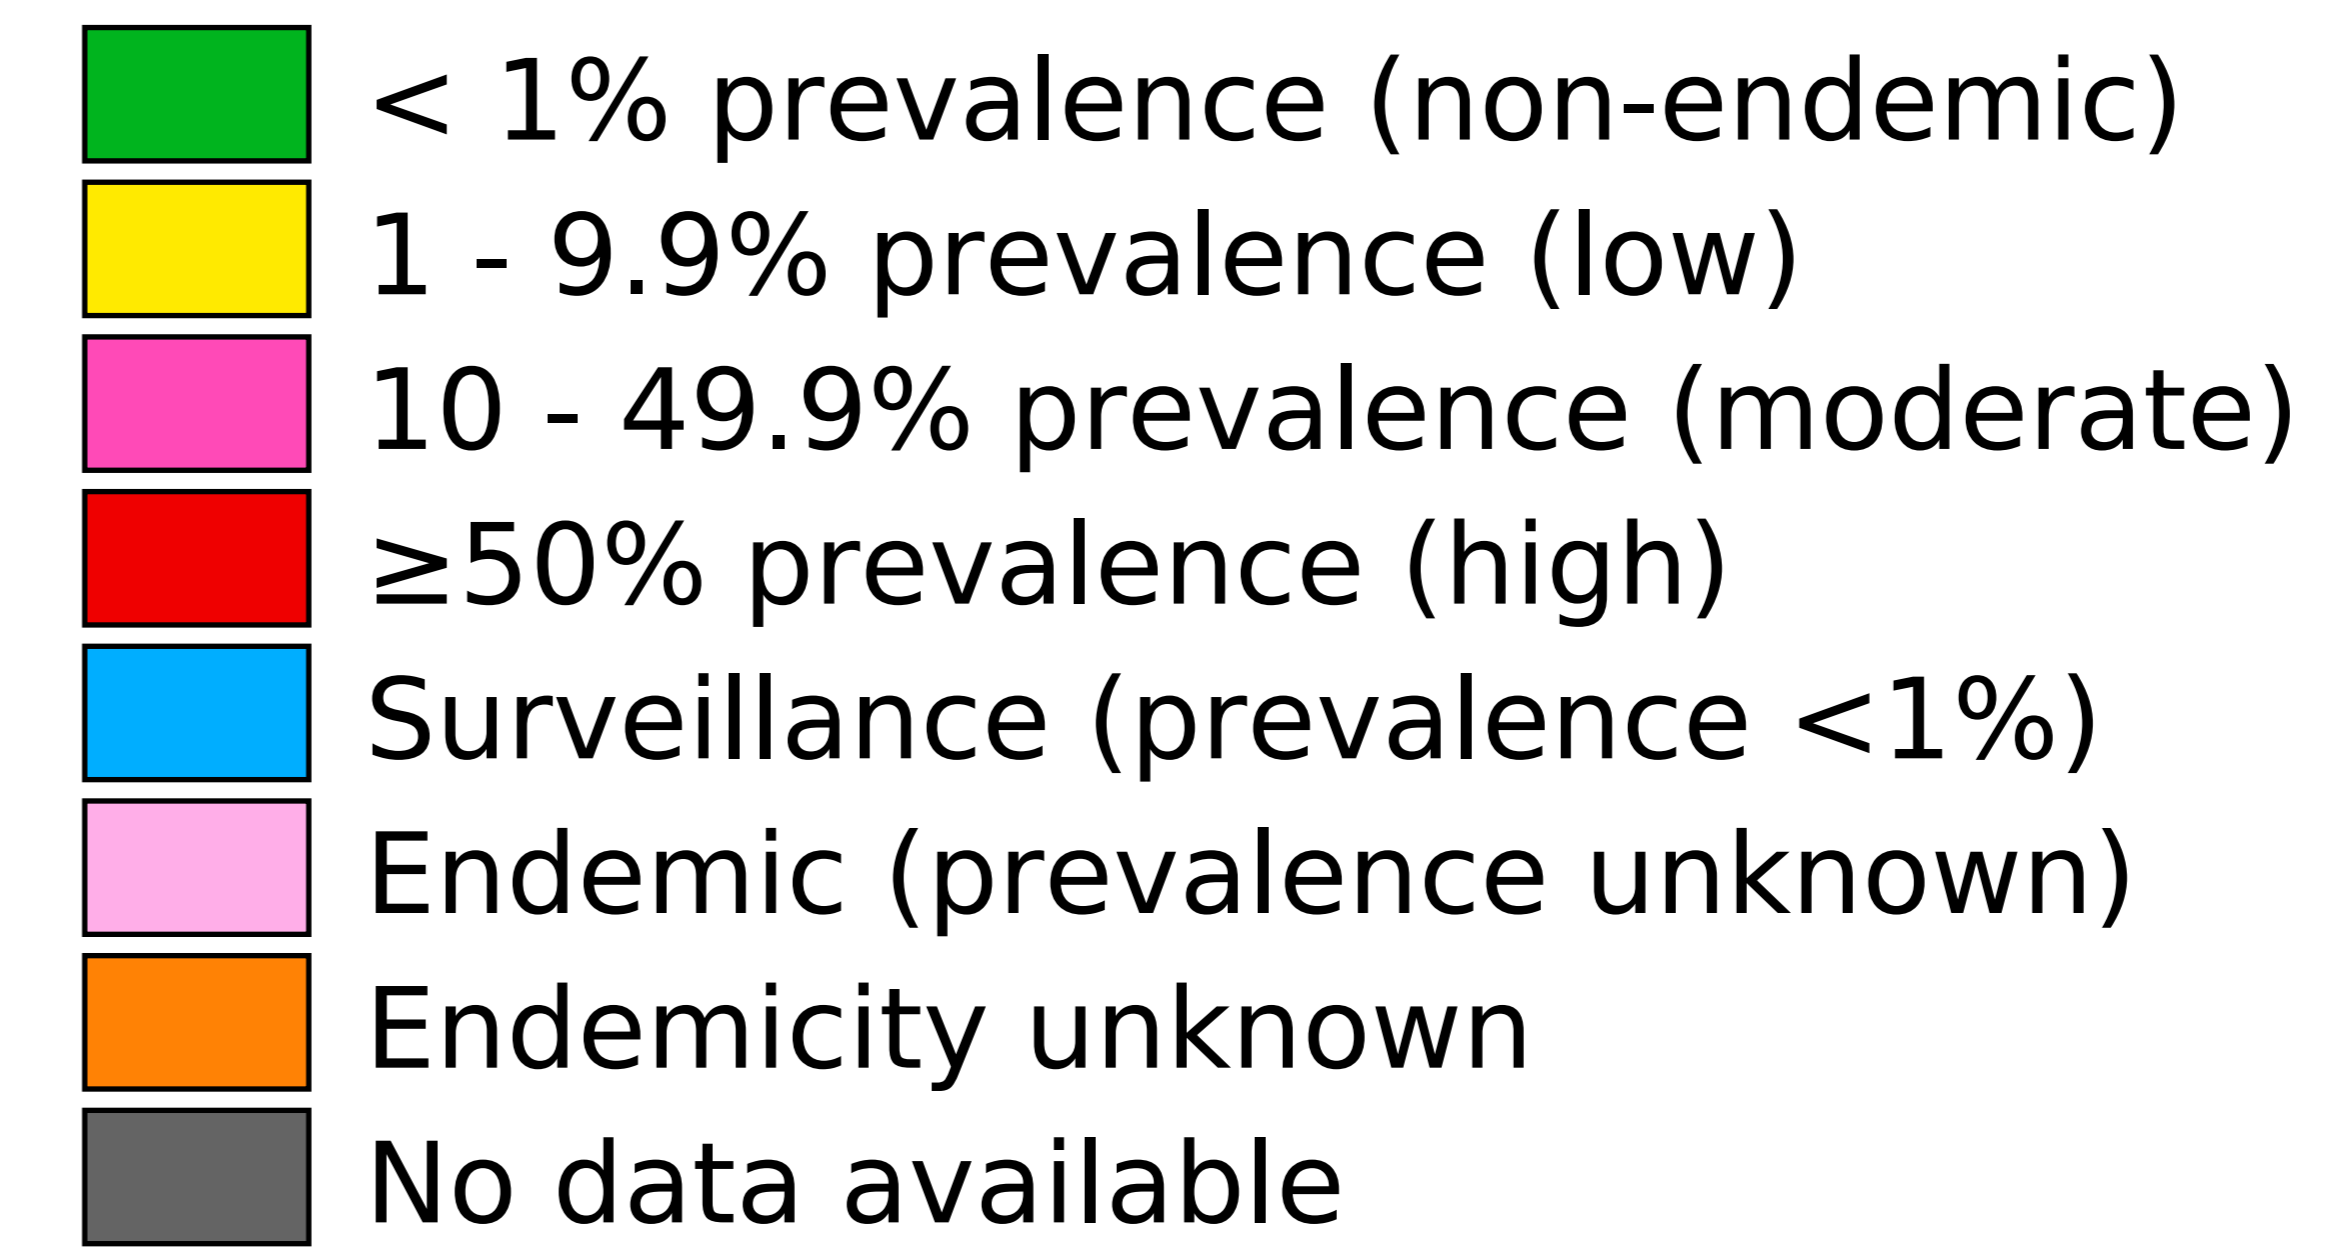 < 1% prevalence (non-endemic)
1 - 9.9% prevalence (low)
10 - 49.9% prevalence (moderate)
≥50% prevalence (high)
Surveillance (prevalence <1%)
Endemic (prevalence unknown)
Endemicity unknown
No data available